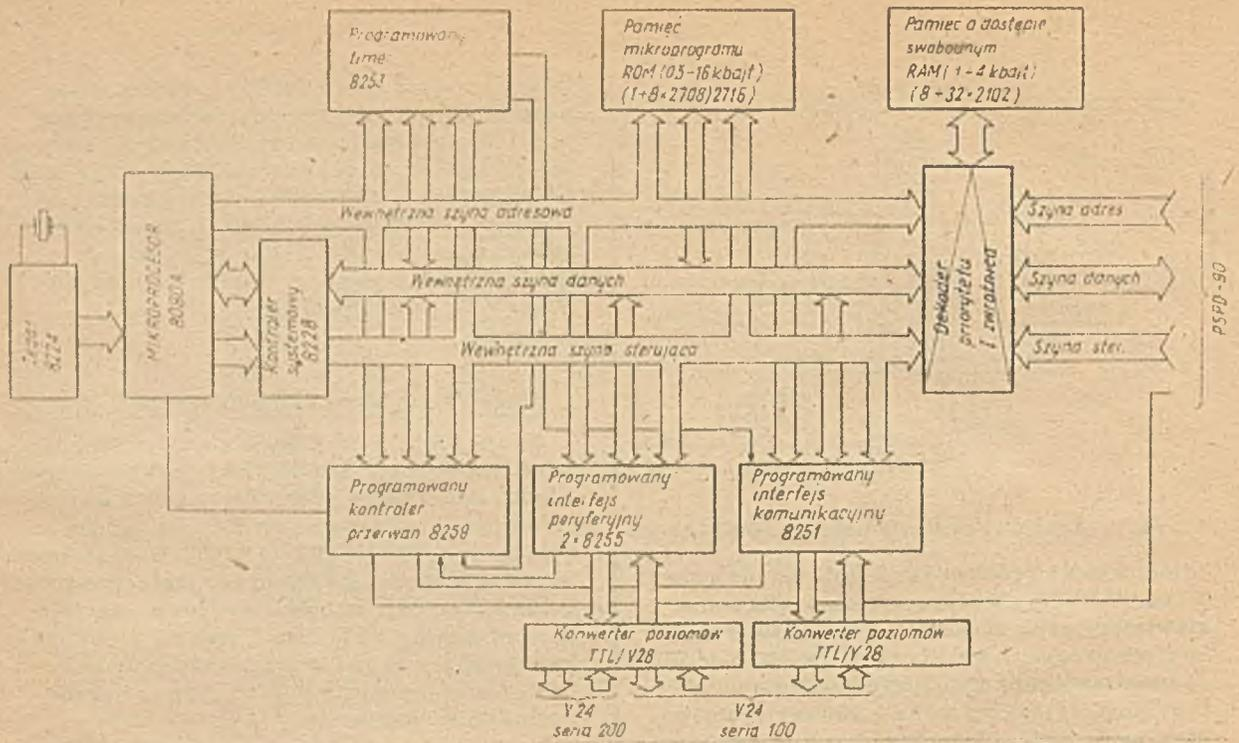 Programowany
timer
8253
Pamięć
mikroprogramu
ROM (0,5-16 kbajt)
(1÷8×2708)2716)
Pamięć o dostępie
swobodnym
RAM (1-4 kbajt)
(8÷32×2102)
Zegar
8224
MIKROPROCESOR
8080A
Kontroler
systemowy
8228
Wewnętrzna szyna adresowa
Wewnętrzna szyna danych
Wewnętrzna szyna sterująca
Dekoder
priorytetu
i zwrotnica
Szyna adres
Szyna danych
Szyna ster.
PSPD-90
Programowany
kontroler
przerwań 8259
Programowany
interfejs
peryferyjny
2×8255
Programowany
interfejs
komunikacyjny
8251
Konwerter poziomów
TTL/V28
Konwerter poziomów
TTL/V28
V24
seria 200
V24
seria 100